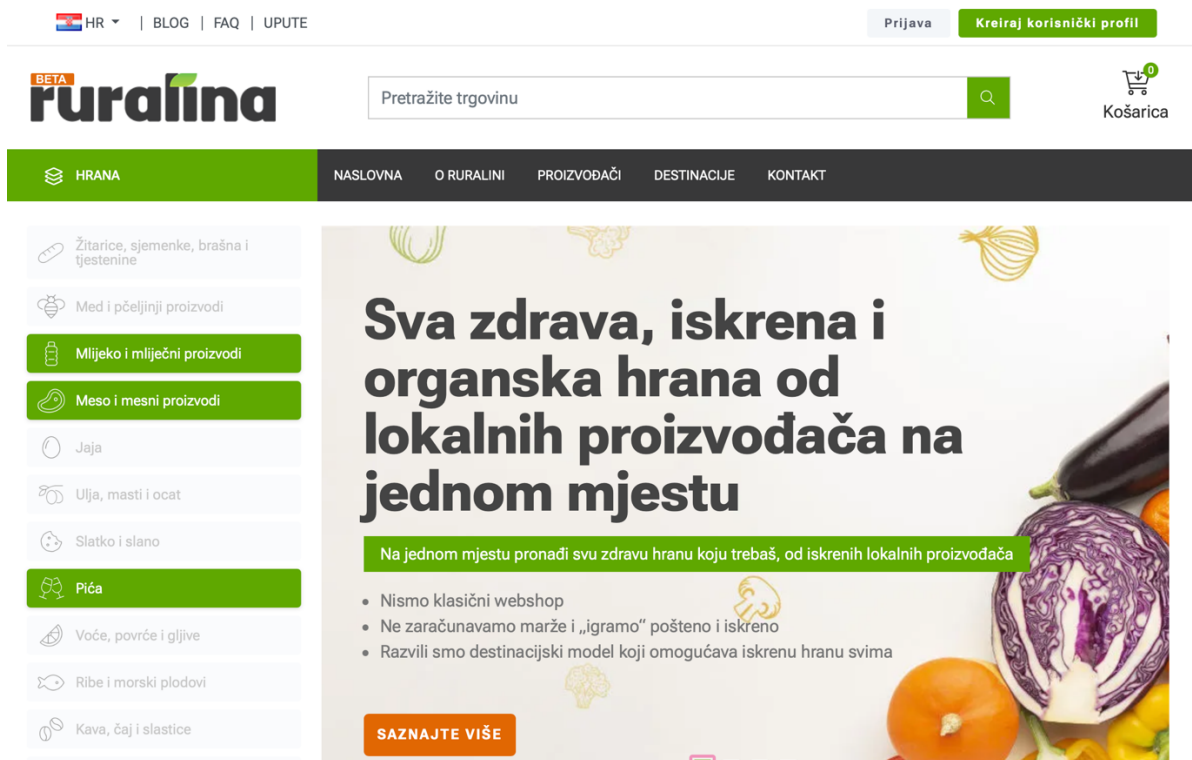 HR | BLOG | FAQ | UPUTE
Prijava
Kreiraj korisnički profil
BETA
ruralina
Pretražite trgovinu
0
Košarica
HRANA
NASLOVNA O RURALINI PROIZVOĐAČI DESTINACIJE KONTAKT
Žitarice, sjemenke, brašna i
tjestenine
Med i pčeljinji proizvodi
Mlijeko i mliječni proizvodi
Meso i mesni proizvodi
Jaja
Ulja, masti i ocat
Slatko i slano
Pića
Voće, povrće i gljive
Ribe i morski plodovi
Kava, čaj i slastice
Sva zdrava, iskrena i
organska hrana od
lokalnih proizvođača na
jednom mjestu
Na jednom mjestu pronađi svu zdravu hranu koju trebaš, od iskrenih lokalnih proizvođača
• Nismo klasični webshop
• Ne zaračunavamo marže i „igramo“ pošteno i iskreno
• Razvili smo destinacijski model koji omogućava iskrenu hranu svima
SAZNAJTE VIŠE